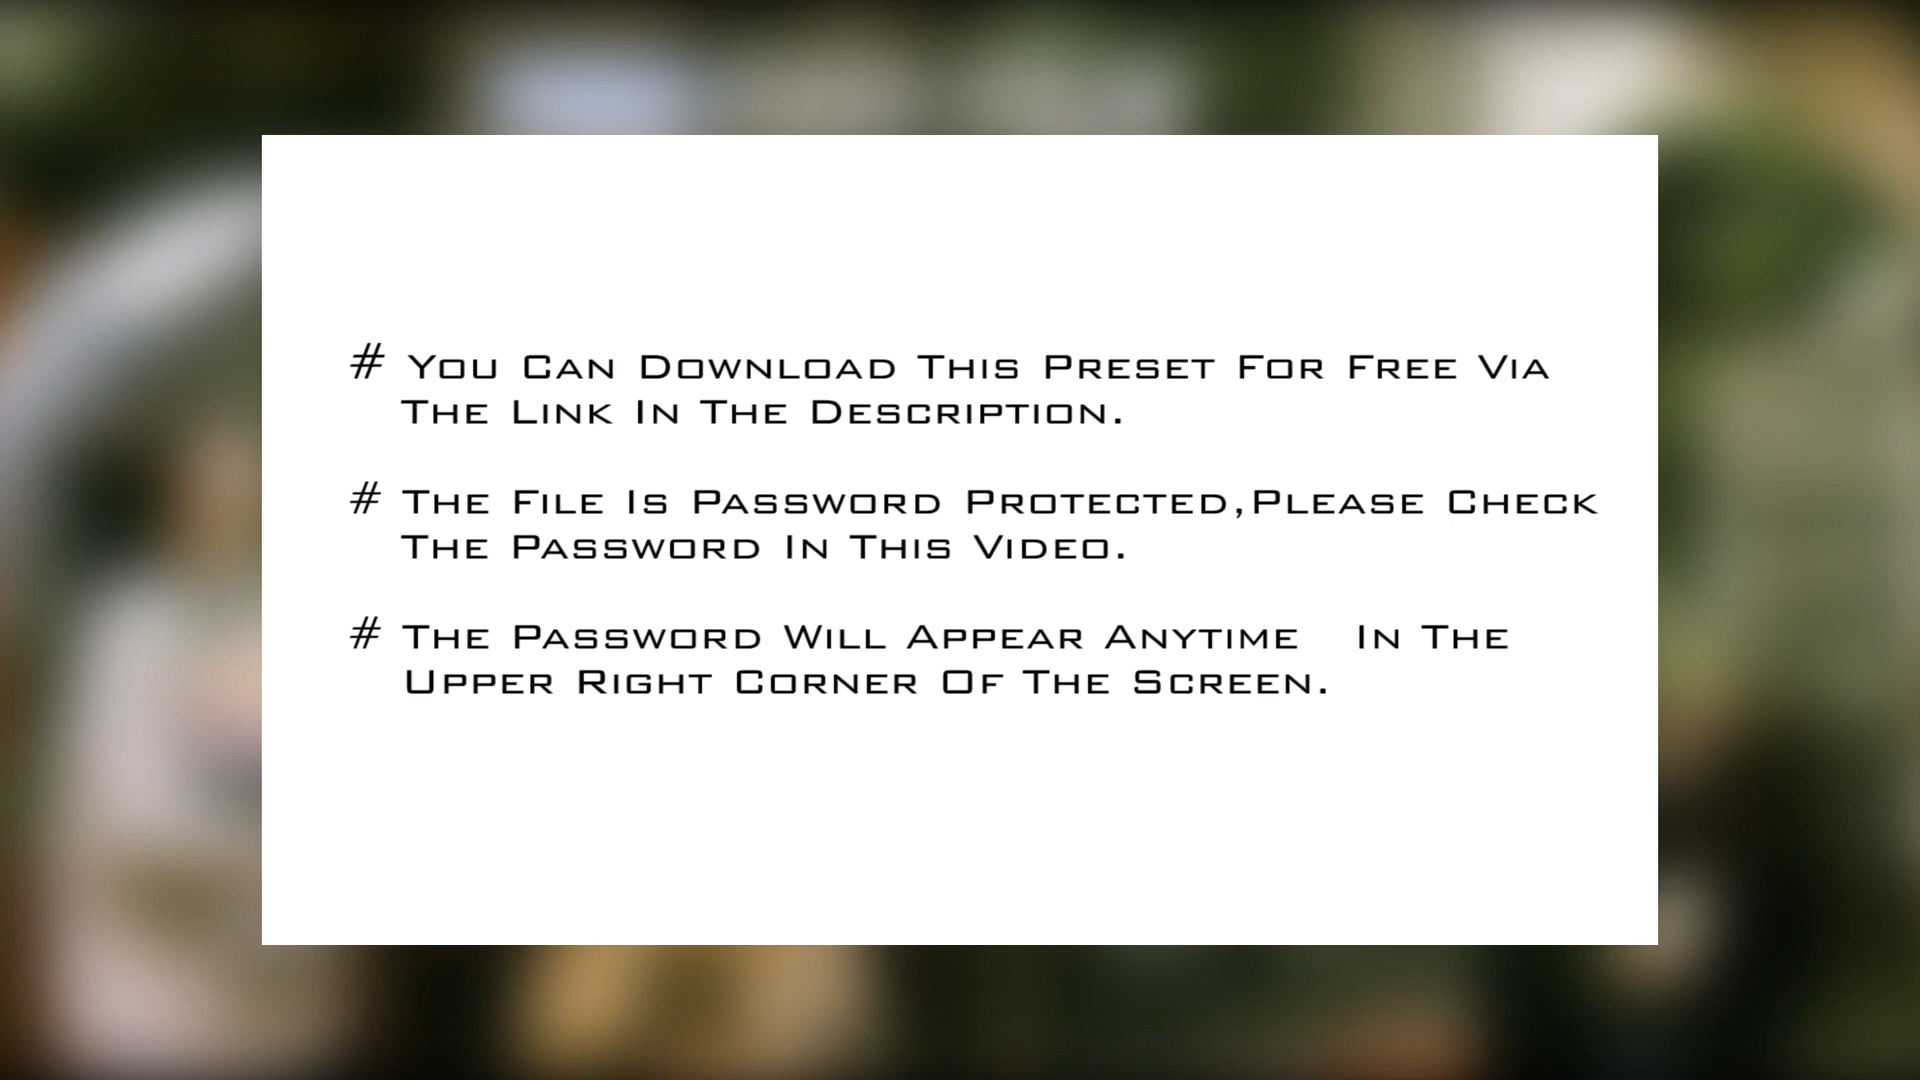 # You Can Download This Preset For Free Via
The Link In The Description.
# The File Is Password Protected,Please Check
The Password In This Video.
# The Password Will Appear Anytime In The
Upper Right Corner Of The Screen.